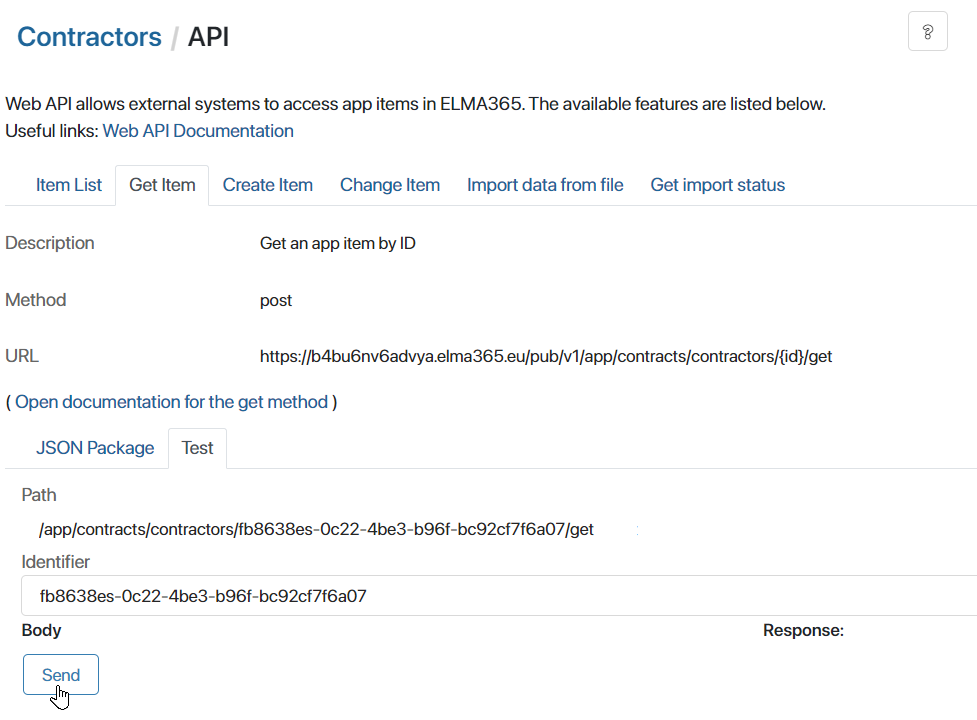 Contractors / API
?
Web API allows external systems to access app items in ELMA365. The available features are listed below.
Useful links: Web API Documentation
Item List Get Item Create Item Change Item Import data from file Get import status
Description Get an app item by ID
Method post
URL https://b4bu6nv6advya.elma365.eu/pub/v1/app/contracts/contractors/{id}/get
( Open documentation for the get method )
JSON Package Test
Path
/app/contracts/contractors/fb8638es-0c22-4be3-b96f-bc92cf7f6a07/get
Identifier
fb8638es-0c22-4be3-b96f-bc92cf7f6a07
Body Response:
Send